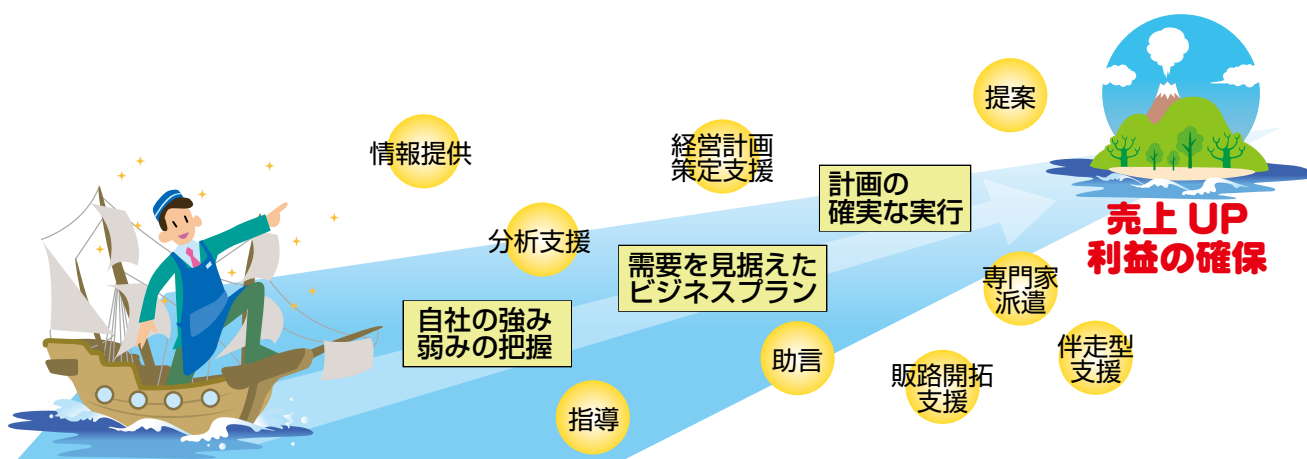 情報提供
分析支援
経営計画
策定支援
提案
自社の強み
弱みの把握
需要を見据えた
ビジネスプラン
計画の
確実な実行
売上UP
利益の確保
指導
助言
販路開拓
支援
専門家
派遣
伴走型
支援